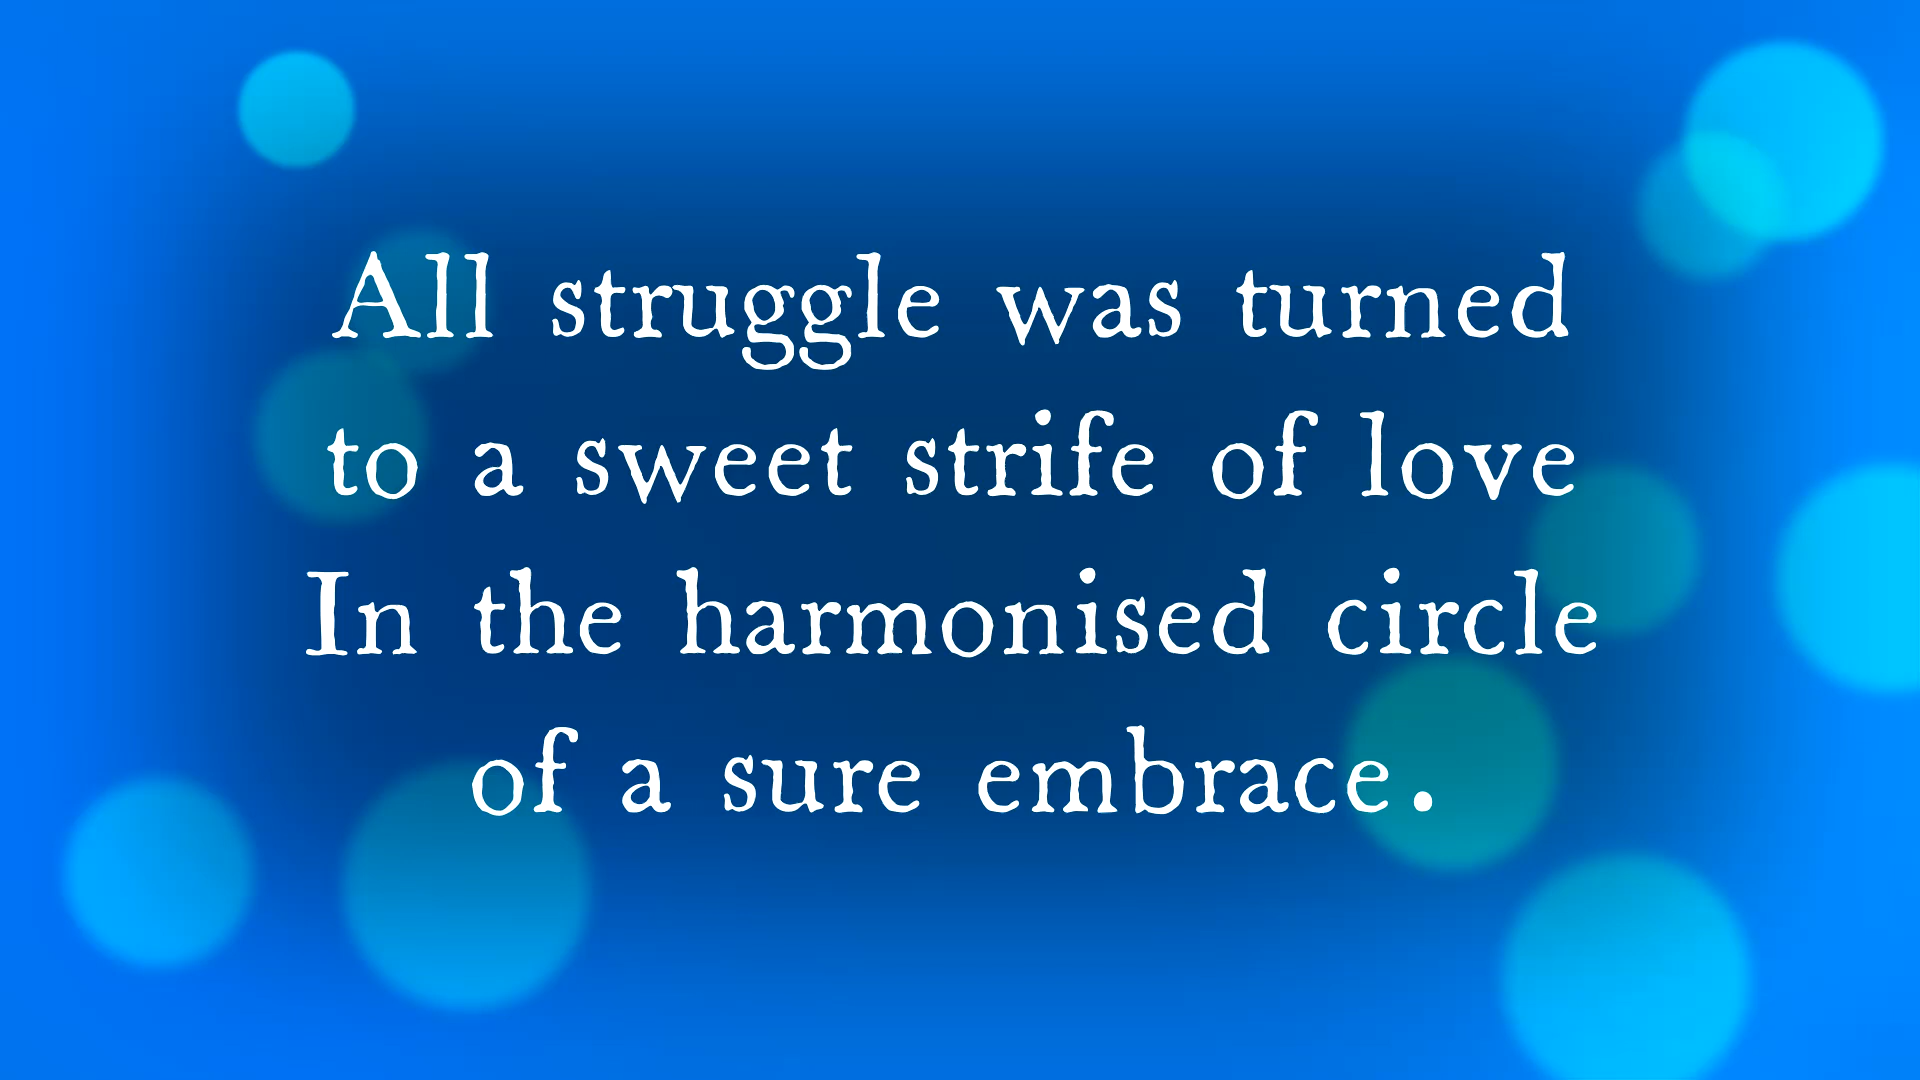 All struggle was turned
to a sweet strife of love
In the harmonised circle
of a sure embrace.